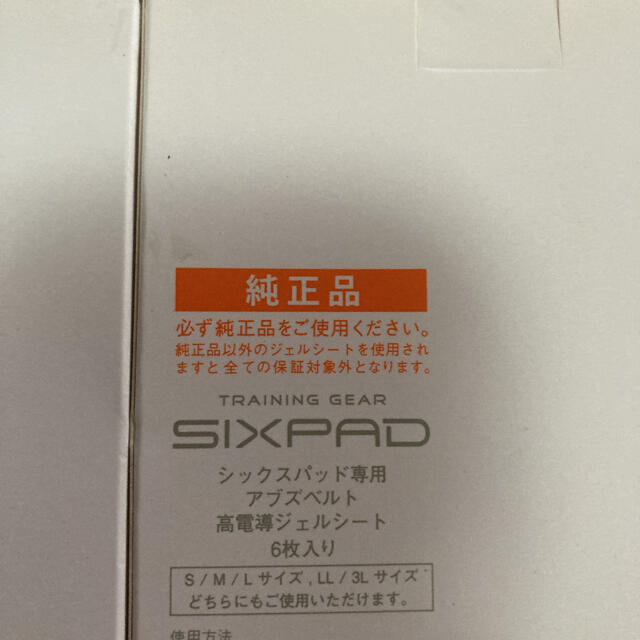 純正品
必ず純正品をご使用ください。
純正品以外のジェルシートを使用され
ますと全ての保証対象外となります。
TRAINING GEAR
SIXPAD
シックスパッド専用
アブズベルト
高電導ジェルシート
6枚入り
S/M/Lサイズ、LL/3Lサイズ
どちらにもご使用いただけます。
使用方法